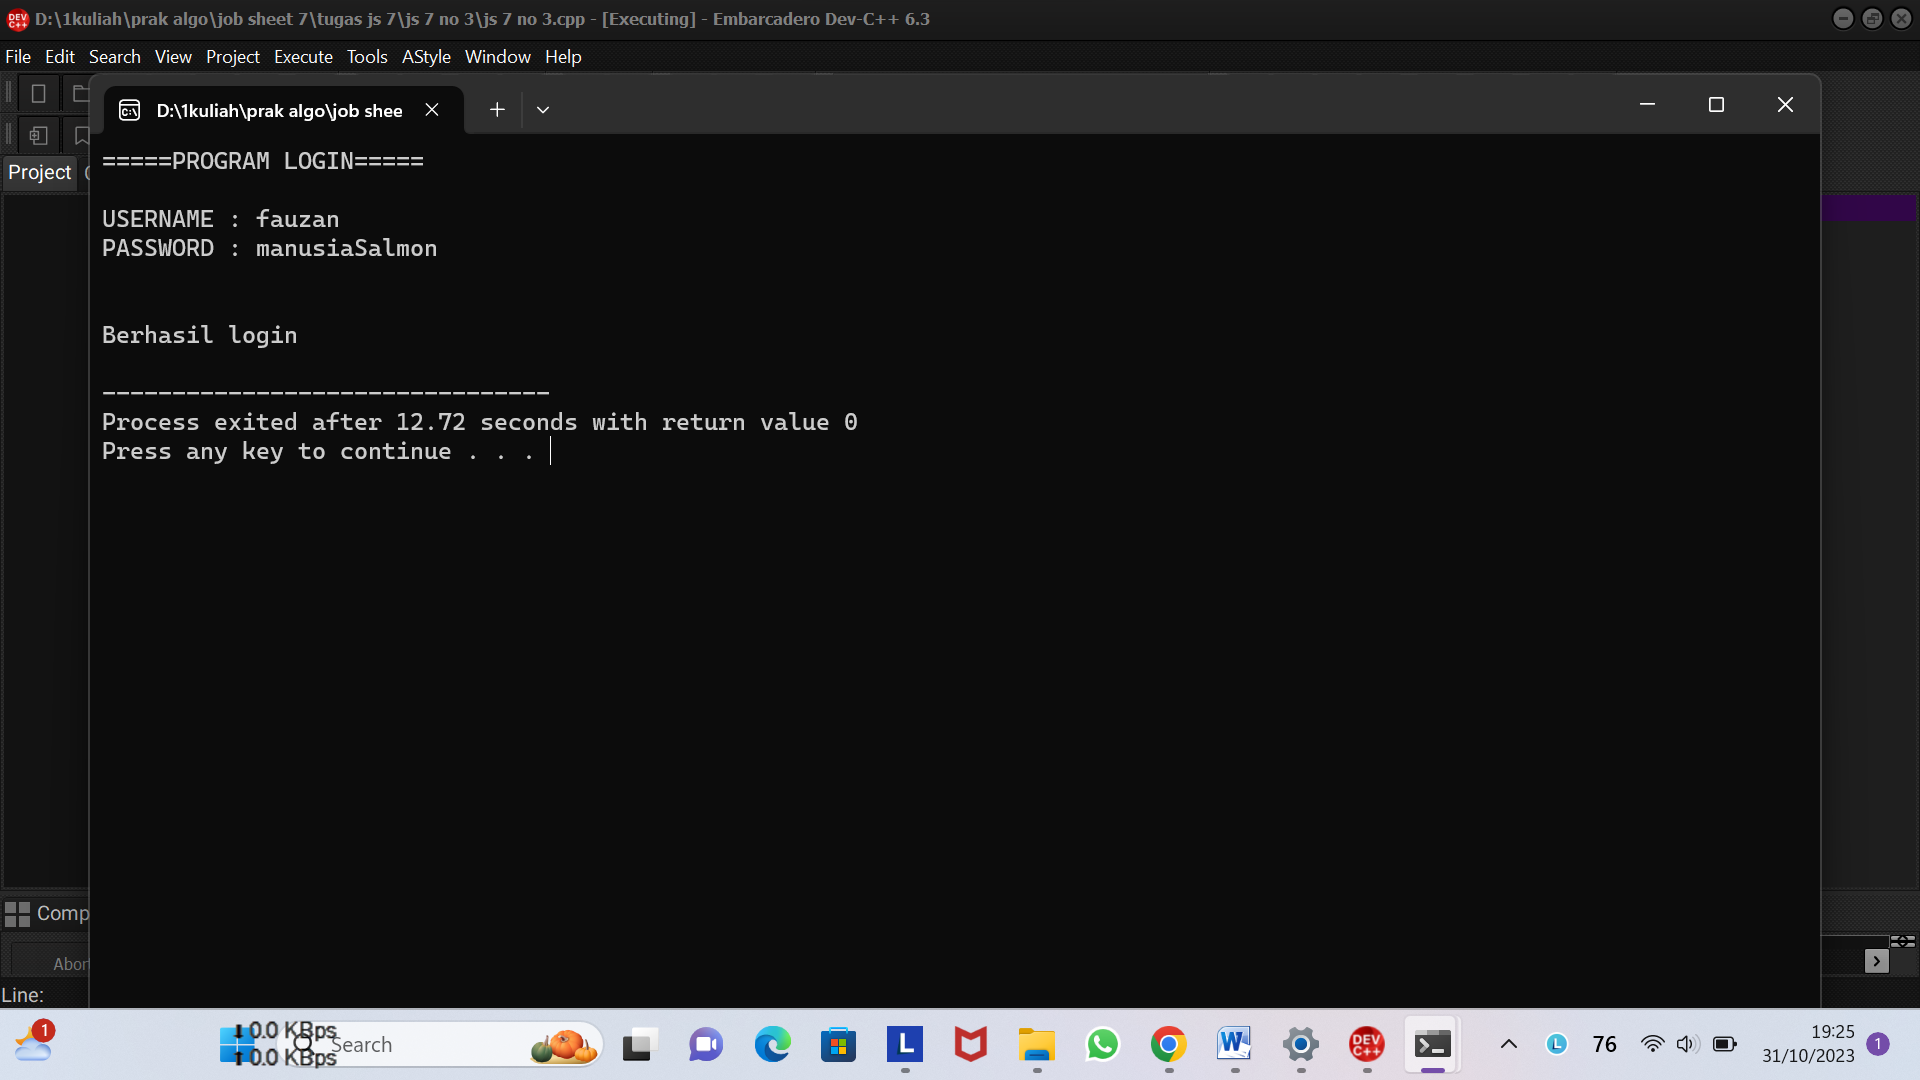 D:\1kuliah\prak algo\job sheet 7\tugas js 7\js 7 no 3\js 7 no 3.cpp - [Executing] - Embarcadero Dev-C++ 6.3
File Edit Search View Project Execute Tools AStyle Window Help
D:\1kuliah\prak algo\job shee
Project
=====PROGRAM LOGIN=====
USERNAME : fauzan
PASSWORD : manusiaSalmon
Berhasil login
--------------------------------
Process exited after 12.72 seconds with return value 0
Press any key to continue . . .
Comp
Abor
Line:
1
0.0 KBps
0.0 KBps
Search
L
W
DEV C++
L
76
19:25
31/10/2023
1